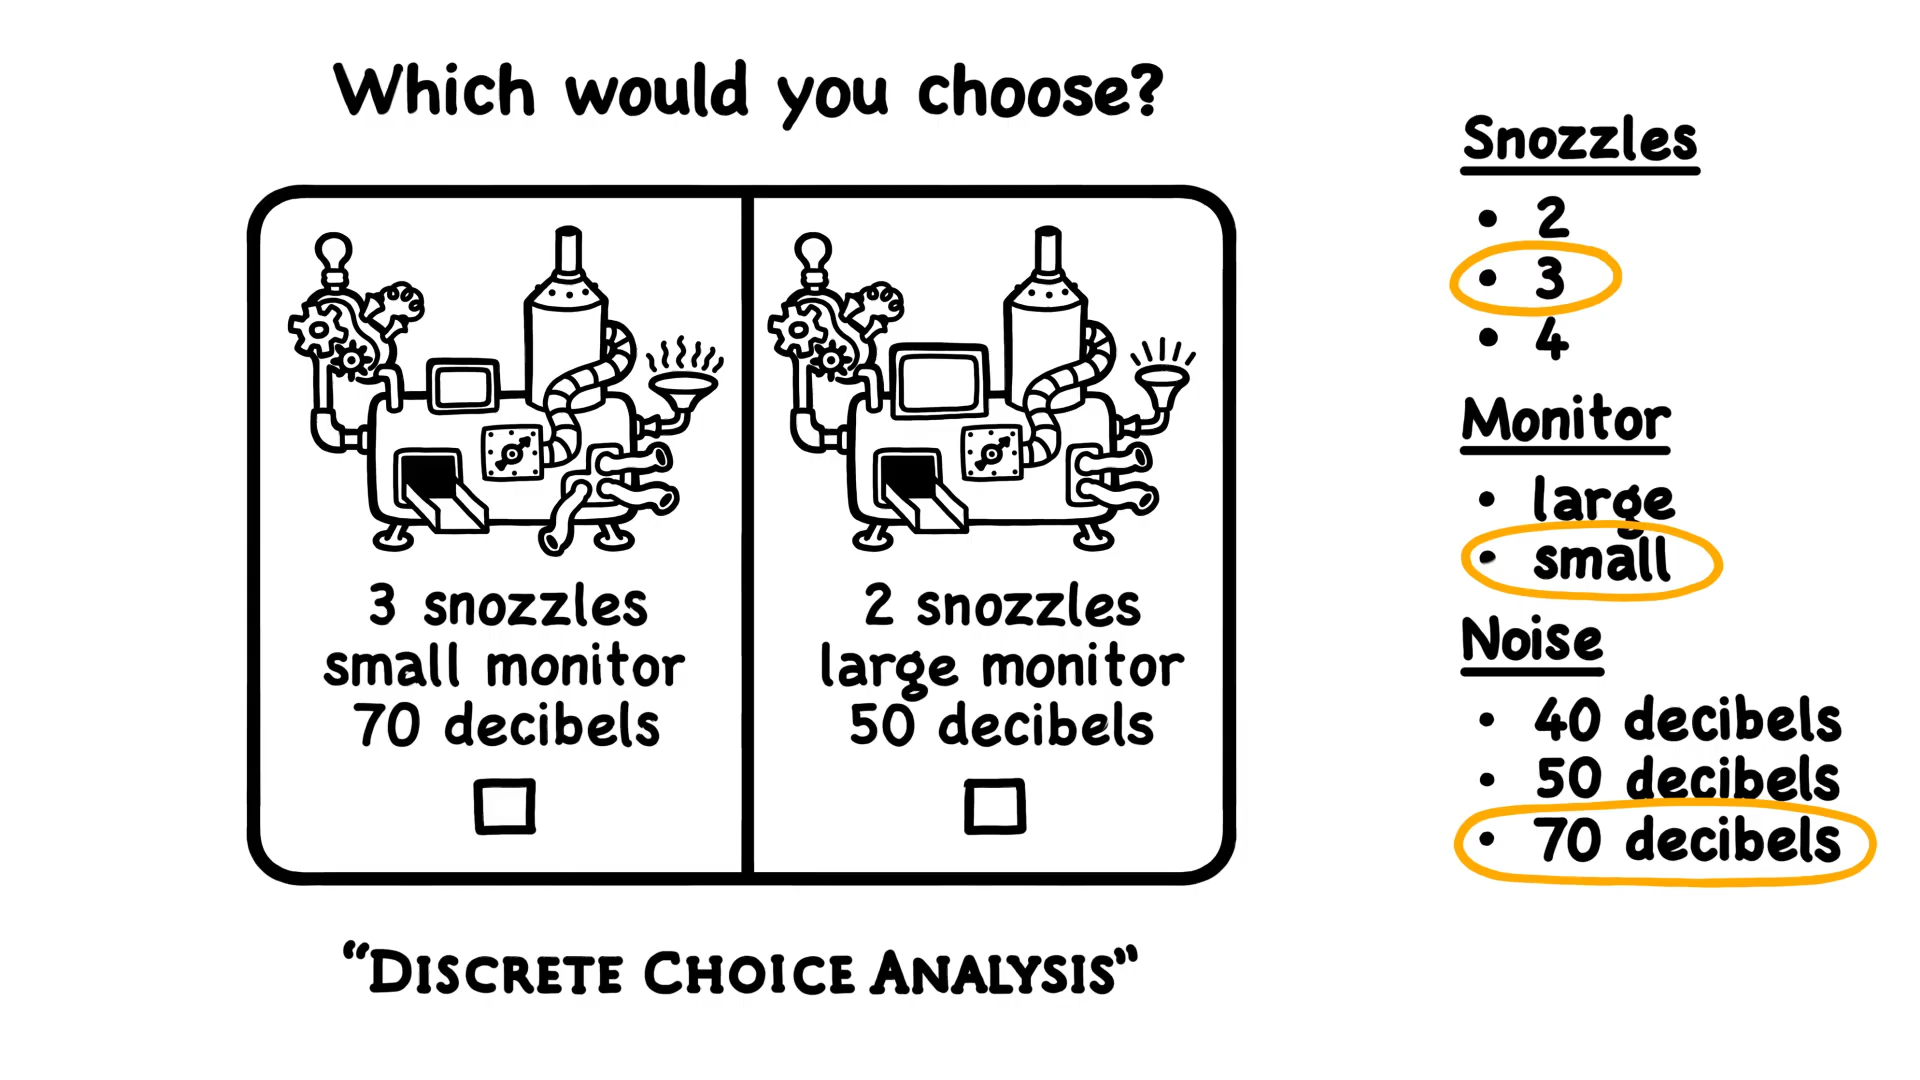 Which would you choose?
3 snozzles
small monitor
70 decibels
2 snozzles
large monitor
50 decibels
"DISCRETE CHOICE ANALYSIS"
Snozzles
• 2
• 3
• 4
Monitor
• large
• small
Noise
• 40 decibels
• 50 decibels
• 70 decibels